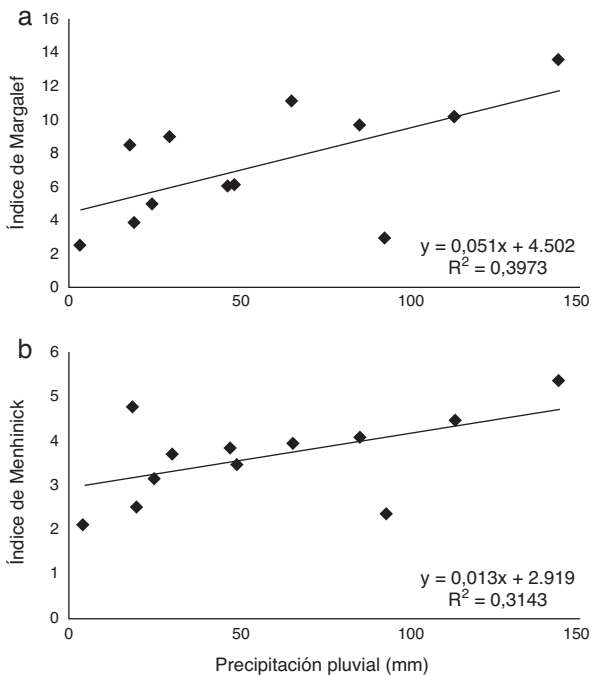 a
Índice de Margalef
16
14
12
10
8
6
4
2
0
0 50 100 150
y = 0,051x + 4.502
R² = 0,3973
b
Índice de Menhinick
6
5
4
3
2
1
0
0 50 100 150
y = 0,013x + 2.919
R² = 0,3143
Precipitación pluvial (mm)